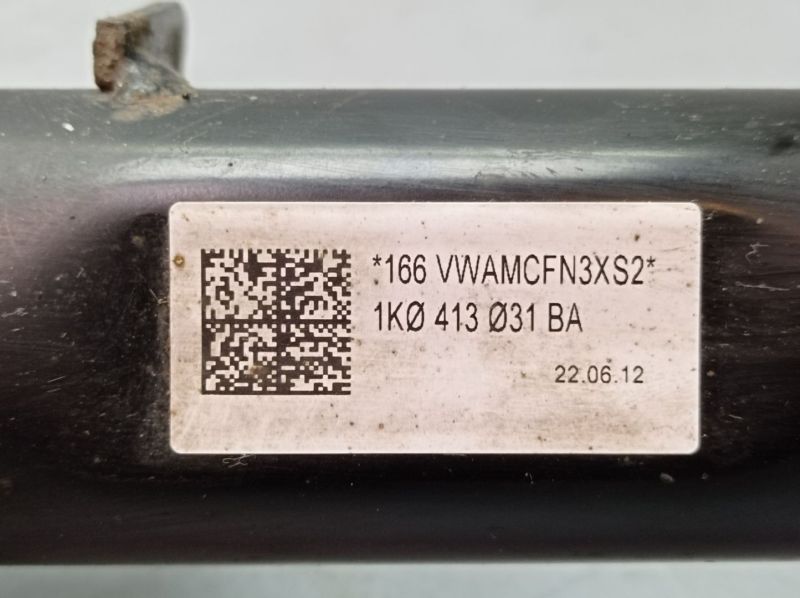 *166 VWAMCFN3XS2*
1KØ 413 Ø31 BA
22.06.12